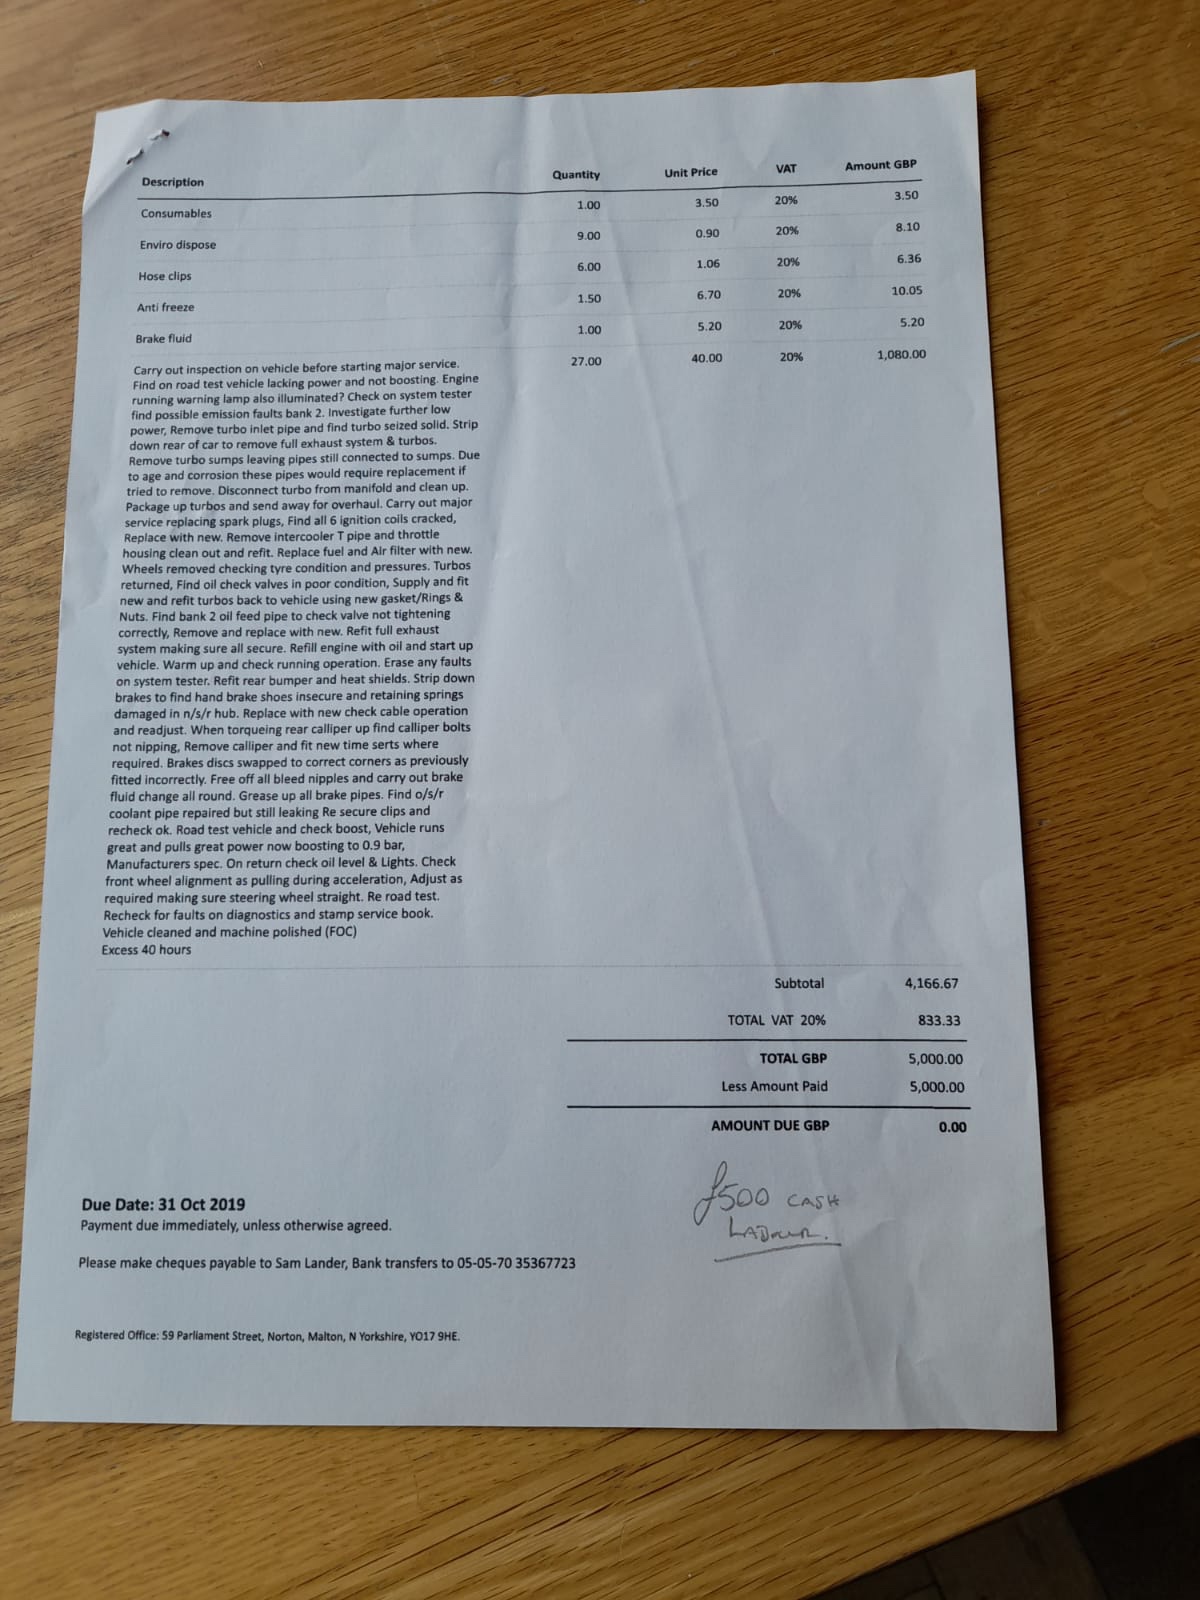 Description Quantity Unit Price VAT Amount GBP
Consumables 1.00 3.50 20% 3.50
Enviro dispose 9.00 0.90 20% 8.10
Hose clips 6.00 1.06 20% 6.36
Anti freeze 1.50 6.70 20% 10.05
Brake fluid 1.00 5.20 20% 5.20
Carry out inspection on vehicle before starting major service. 27.00 40.00 20% 1,080.00
Find on road test vehicle lacking power and not boosting. Engine
running warning lamp also illuminated? Check on system tester
find possible emission faults bank 2. Investigate further low
power, Remove turbo inlet pipe and find turbo seized solid. Strip
down rear of car to remove full exhaust system & turbos.
Remove turbo sumps leaving pipes still connected to sumps. Due
to age and corrosion these pipes would require replacement if
tried to remove. Disconnect turbo from manifold and clean up.
Package up turbos and send away for overhaul. Carry out major
service replacing spark plugs, Find all 6 ignition coils cracked,
Replace with new. Remove intercooler T pipe and throttle
housing clean out and refit. Replace fuel and Air filter with new.
Wheels removed checking tyre condition and pressures. Turbos
returned, Find oil check valves in poor condition, Supply and fit
new and refit turbos back to vehicle using new gasket/Rings &
Nuts. Find bank 2 oil feed pipe to check valve not tightening
correctly, Remove and replace with new. Refit full exhaust
system making sure all secure. Refill engine with oil and start up
vehicle. Warm up and check running operation. Erase any faults
on system tester. Refit rear bumper and heat shields. Strip down
brakes to find hand brake shoes insecure and retaining springs
damaged in n/s/r hub. Replace with new check cable operation
and readjust. When torqueing rear calliper up find calliper bolts
not nipping, Remove calliper and fit new time serts where
required. Brakes discs swapped to correct corners as previously
fitted incorrectly. Free off all bleed nipples and carry out brake
fluid change all round. Grease up all brake pipes. Find o/s/r
coolant pipe repaired but still leaking Re secure clips and
recheck ok. Road test vehicle and check boost, Vehicle runs
great and pulls great power now boosting to 0.9 bar,
Manufacturers spec. On return check oil level & Lights. Check
front wheel alignment as pulling during acceleration, Adjust as
required making sure steering wheel straight. Re road test.
Recheck for faults on diagnostics and stamp service book.
Vehicle cleaned and machine polished (FOC)
Excess 40 hours
Subtotal 4,166.67
TOTAL VAT 20% 833.33
TOTAL GBP 5,000.00
Less Amount Paid 5,000.00
AMOUNT DUE GBP 0.00
£500 CASH
LABOUR.
Due Date: 31 Oct 2019
Payment due immediately, unless otherwise agreed.
Please make cheques payable to Sam Lander, Bank transfers to 05-05-70 35367723
Registered Office: 59 Parliament Street, Norton, Malton, N Yorkshire, YO17 9HE.